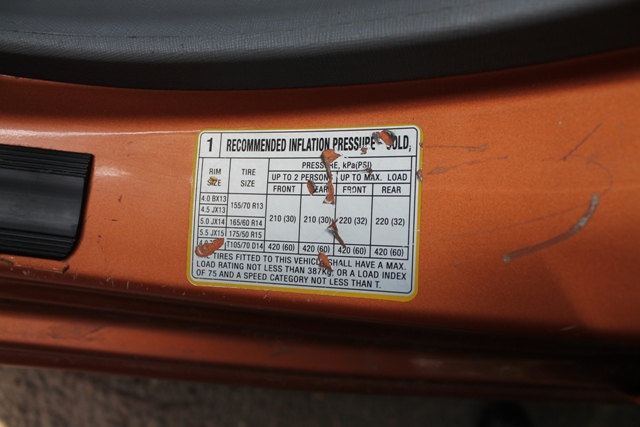 1 RECOMMENDED INFLATION PRESSURE - COLD
RIM SIZE TIRE SIZE PRESSURE, kPa(PSI)
UP TO 2 PERSONS UP TO MAX. LOAD
FRONT REAR FRONT REAR
4.0 BX13
4.5 JX13 155/70 R13
5.0 JX14 165/60 R14 210 (30) 210 (30) 220 (32) 220 (32)
5.5 JX15 175/50 R15
T105/70 D14 420 (60) 420 (60) 420 (60) 420 (60)
TIRES FITTED TO THIS VEHICLE SHALL HAVE A MAX.
LOAD RATING NOT LESS THAN 387Kg, OR A LOAD INDEX
OF 75 AND A SPEED CATEGORY NOT LESS THAN T.